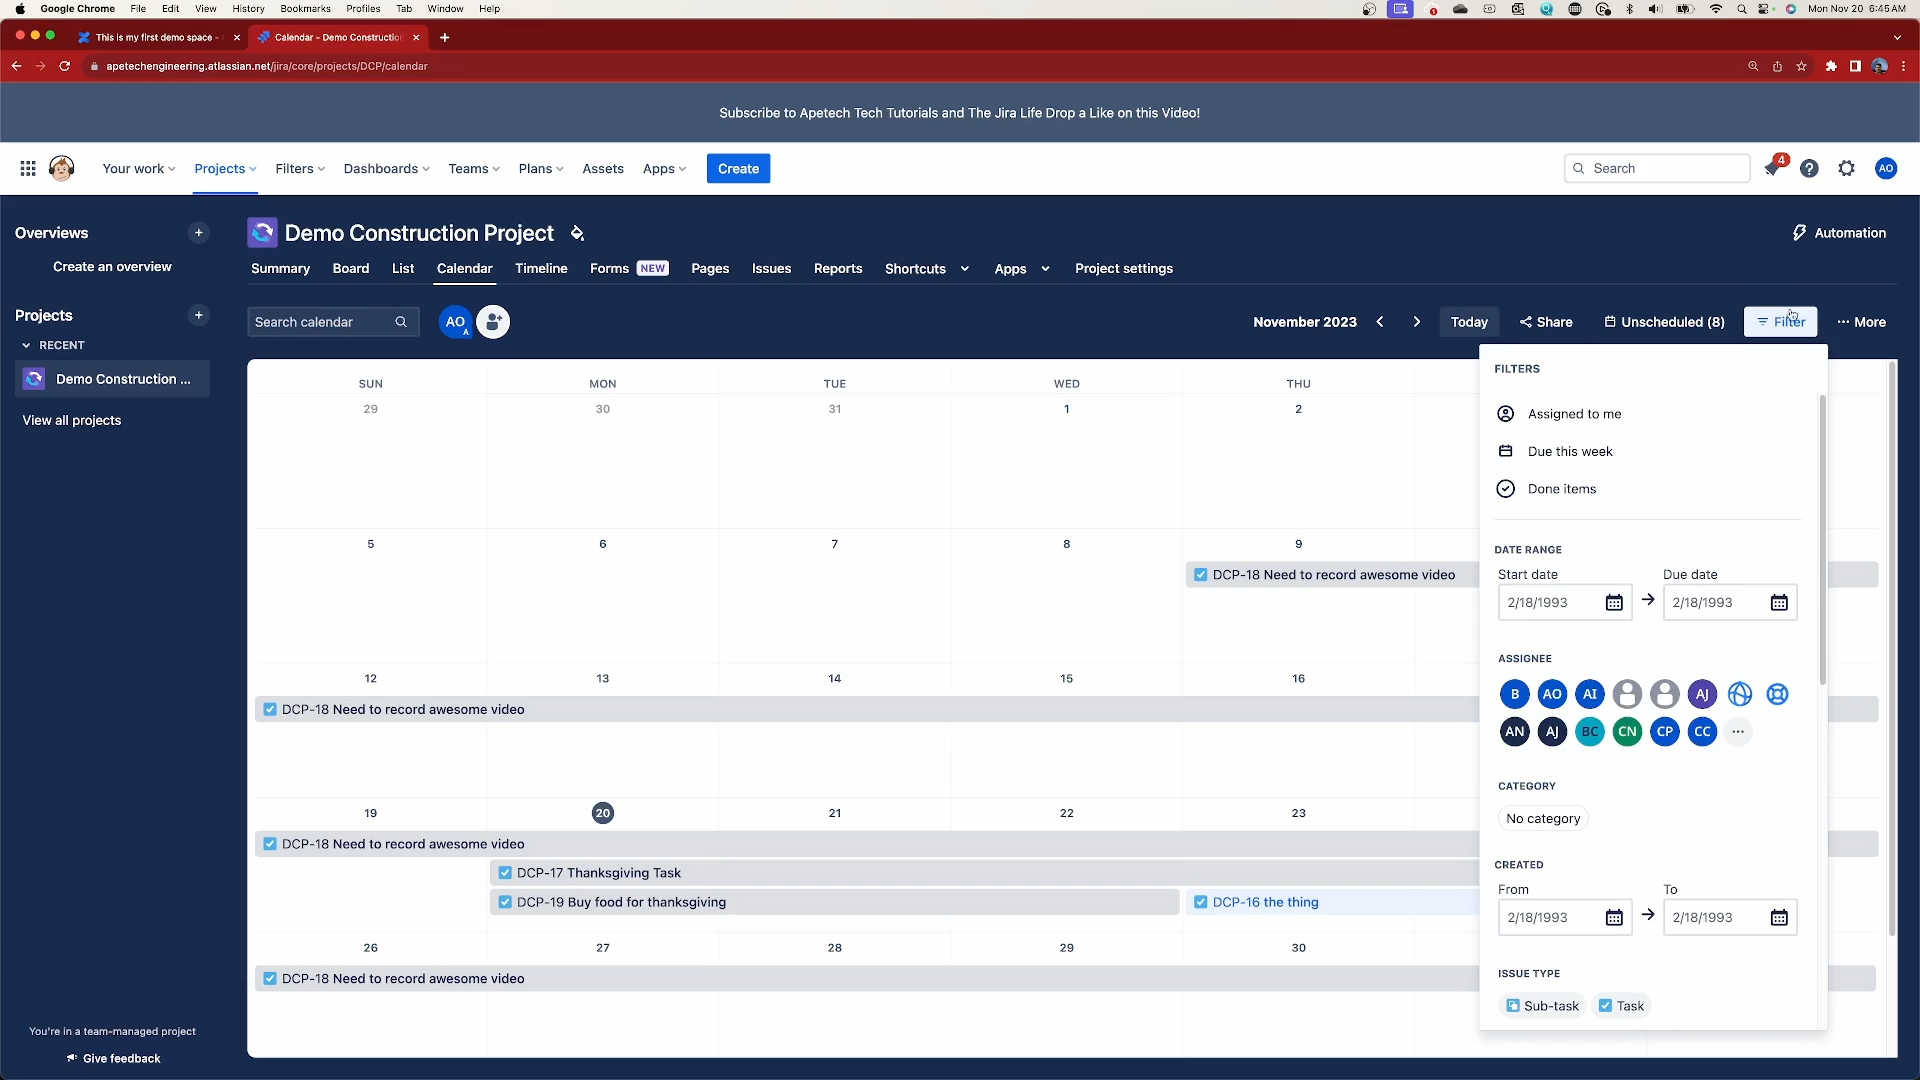 Google Chrome File Edit View History Bookmarks Profiles Tab Window Help
1
Mon Nov 20 6:45 AM
This is my first demo space -
Calendar - Demo Construction
apetechengineering.atlassian.net/jira/core/projects/DCP/calendar
Subscribe to Apetech Tech Tutorials and The Jira Life Drop a Like on this Video!
Your work Projects Filters Dashboards Teams Plans Assets Apps Create
Search
4
AO
Overviews
Create an overview
Projects
RECENT
Demo Construction ...
View all projects
You're in a team-managed project
Give feedback
Demo Construction Project
Automation
Summary Board List Calendar Timeline Forms NEW Pages Issues Reports Shortcuts Apps Project settings
Search calendar
AO A
November 2023 Today Share Unscheduled (8) Filter More
SUN MON TUE WED THU
29 30 31 1 2
5 6 7 8 9
DCP-18 Need to record awesome video
12 13 14 15 16
DCP-18 Need to record awesome video
19 20 21 22 23
DCP-18 Need to record awesome video
DCP-17 Thanksgiving Task
DCP-19 Buy food for thanksgiving
DCP-16 the thing
26 27 28 29 30
DCP-18 Need to record awesome video
FILTERS
Assigned to me
Due this week
Done items
DATE RANGE
Start date Due date
2/18/1993 2/18/1993
ASSIGNEE
B AO AI AJ
AN AJ BC CN CP CC
CATEGORY
No category
CREATED
From To
2/18/1993 2/18/1993
ISSUE TYPE
Sub-task Task